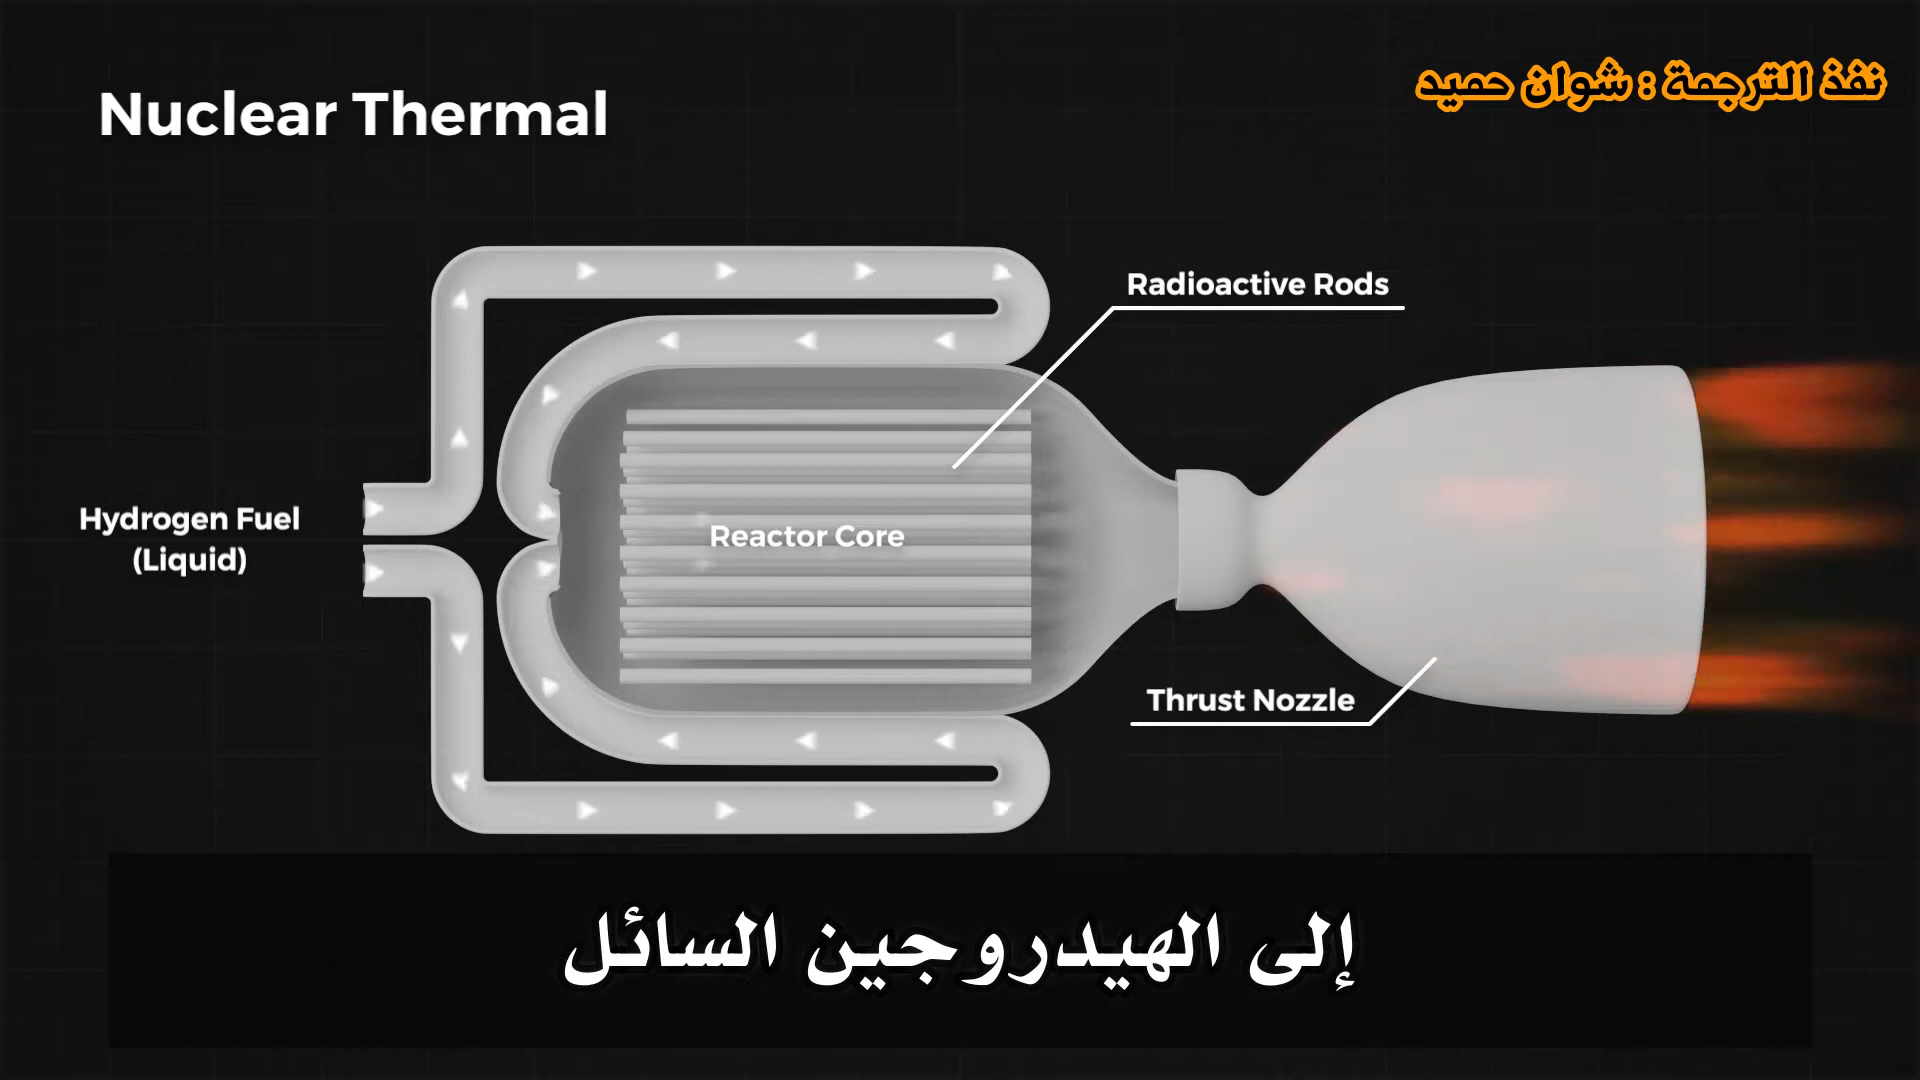 Nuclear Thermal
نفذ الترجمة : شوان حميد
Radioactive Rods
Hydrogen Fuel
(Liquid)
Reactor Core
Thrust Nozzle
إلى الهيدروجين السائل